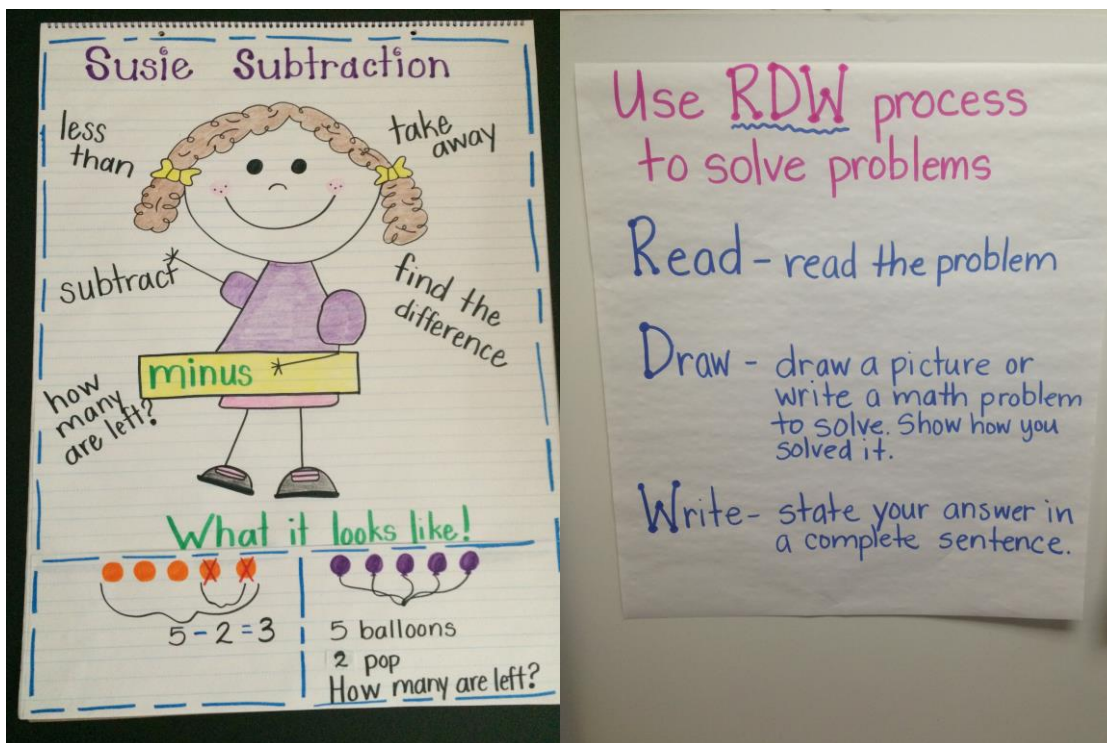 Susie Subtraction
less
than
take
away
subtract
find the
difference
minus
how
many
are left?
What it looks like!
5 - 2 = 3
5 balloons
2 pop
How many are left?
Use RDW process
to solve problems
Read - read the problem
Draw - draw a picture or
write a math problem
to solve. Show how you
solved it.
Write - state your answer in
a complete sentence.